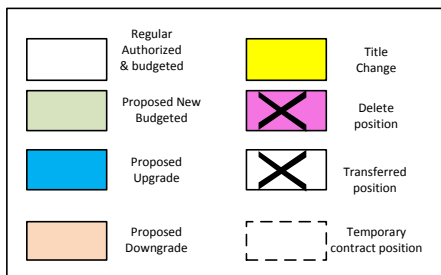 Regular
Authorized
& budgeted
Title
Change
Proposed New
Budgeted
Delete
position
Proposed
Upgrade
Transferred
position
Proposed
Downgrade
Temporary
contract position